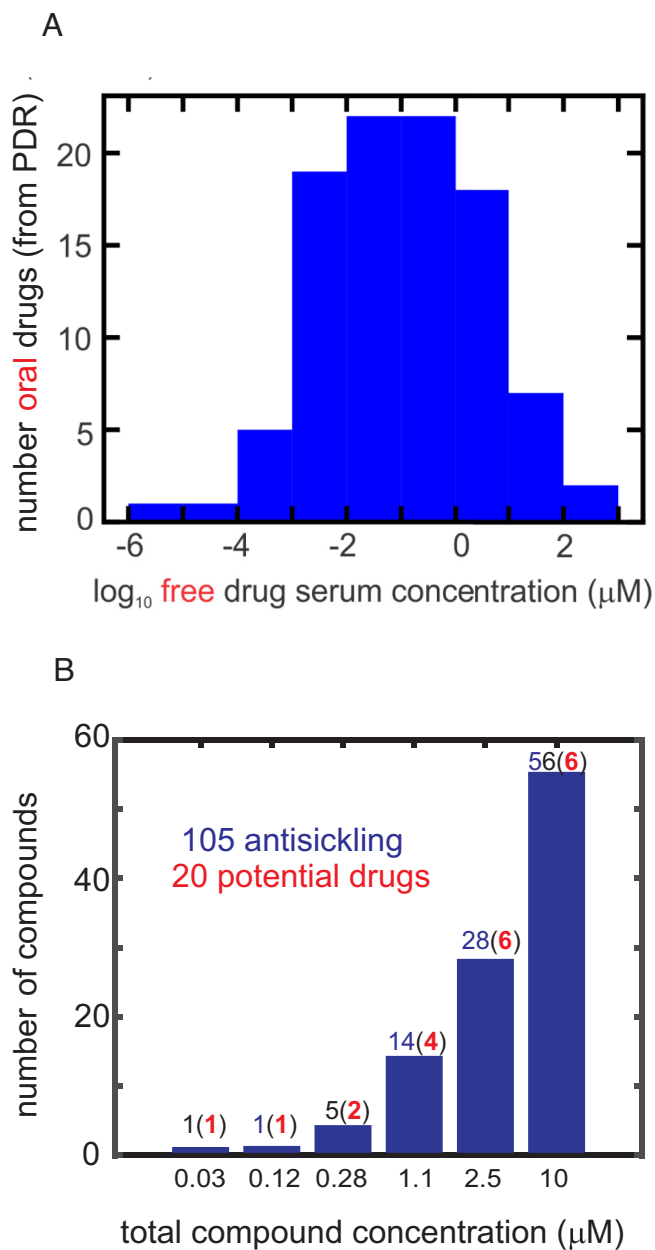 A
number oral drugs (from PDR)
20
15
10
5
0
-6 -4 -2 0 2
log₁₀ free drug serum concentration (μM)
B
number of compounds
60
40
20
0
105 antisickling
20 potential drugs
1(1) 1(1) 5(2) 14(4) 28(6) 56(6)
0.03 0.12 0.28 1.1 2.5 10
total compound concentration (μM)